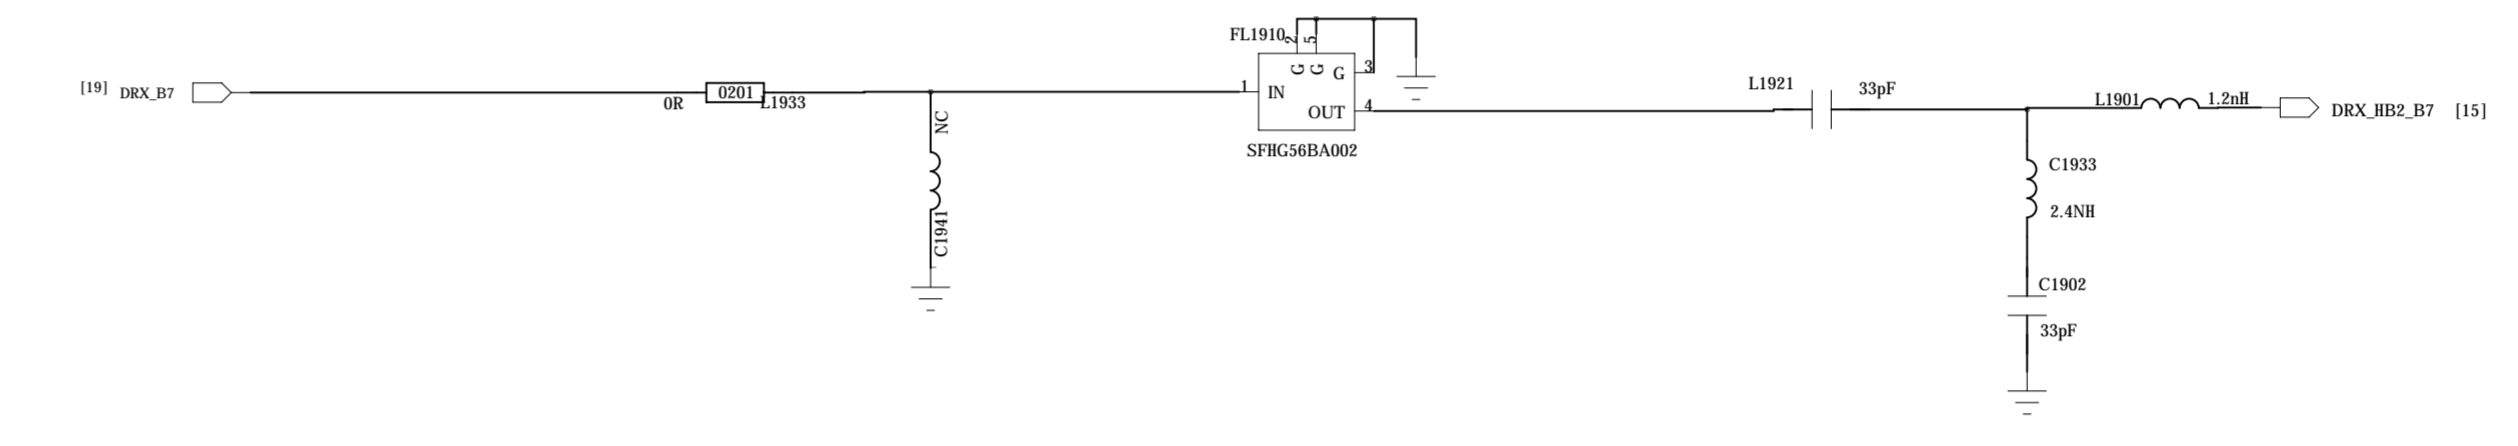 [19] DRX_B7
0R
0201
L1933
NC
C1941
FL1910
2
5
G
G
G
3
1
IN
OUT
4
SFHG56BA002
L1921
33pF
L1901
1.2nH
DRX_HB2_B7 [15]
C1933
2.4NH
C1902
33pF